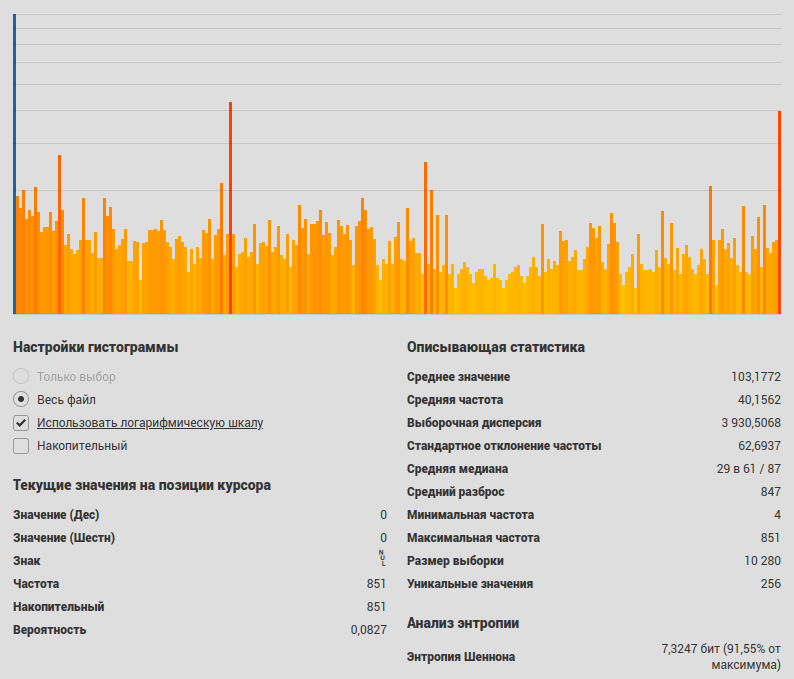 Настройки гистограммы
Только выбор
Весь файл
Использовать логарифмическую шкалу
Накопительный
Текущие значения на позиции курсора
Значение (Дес) 0
Значение (Шестн) 0
Знак NUL
Частота 851
Накопительный 851
Вероятность 0,0827
Описывающая статистика
Среднее значение 103,1772
Средняя частота 40,1562
Выборочная дисперсия 3 930,5068
Стандартное отклонение частоты 62,6937
Средняя медиана 29 в 61 / 87
Средний разброс 847
Минимальная частота 4
Максимальная частота 851
Размер выборки 10 280
Уникальные значения 256
Анализ энтропии
Энтропия Шеннона 7,3247 бит (91,55% от
максимума)